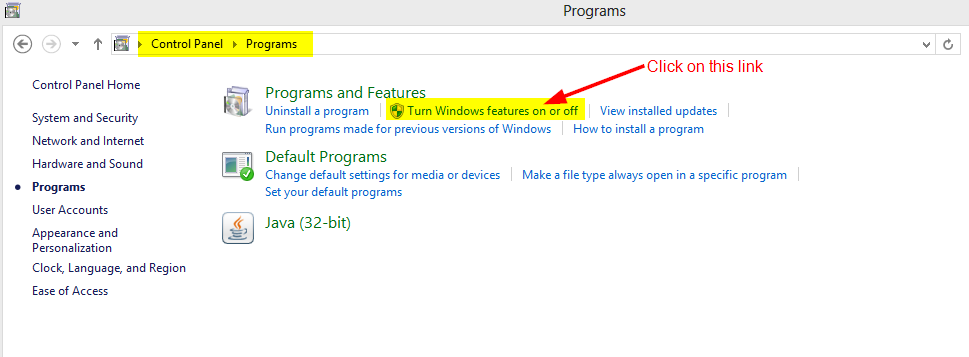 Programs
Control Panel Programs
Click on this link
Control Panel Home
System and Security
Network and Internet
Hardware and Sound
Programs
User Accounts
Appearance and
Personalization
Clock, Language, and Region
Ease of Access
Programs and Features
Uninstall a program Turn Windows features on or off View installed updates
Run programs made for previous versions of Windows How to install a program
Default Programs
Change default settings for media or devices Make a file type always open in a specific program
Set your default programs
Java (32-bit)